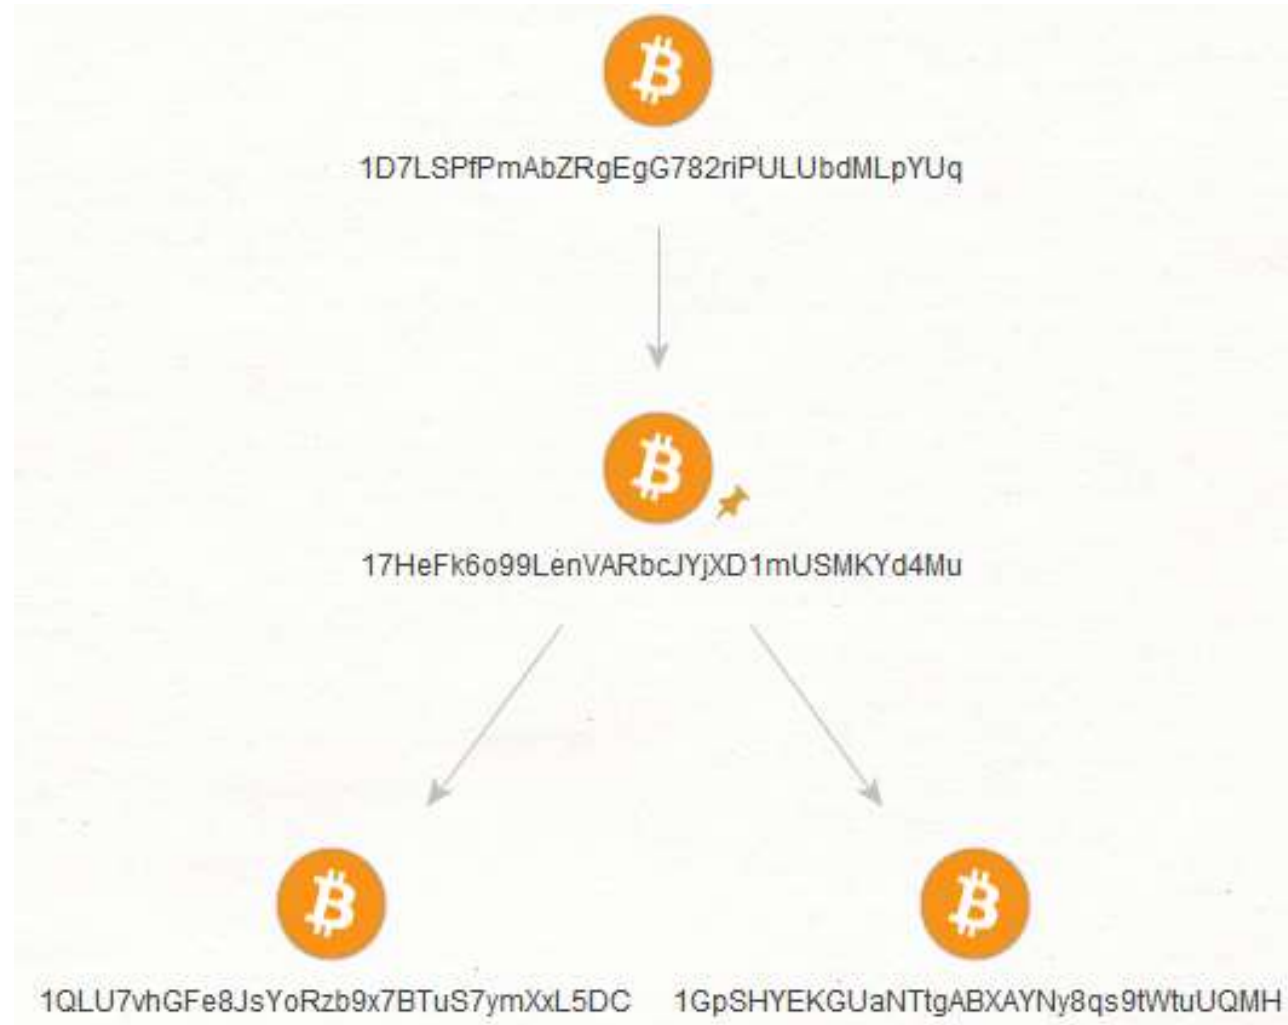 1D7LSPfPmAbZRgEgG782riPULUbdMLpYUq
17HeFk6o99LenVARbcJYjXD1mUSMKYd4Mu
1QLU7vhGFe8JsYoRzb9x7BTuS7ymXxL5DC
1GpSHYEKGUaNTtgABXAYNy8qs9tWtuUQMH